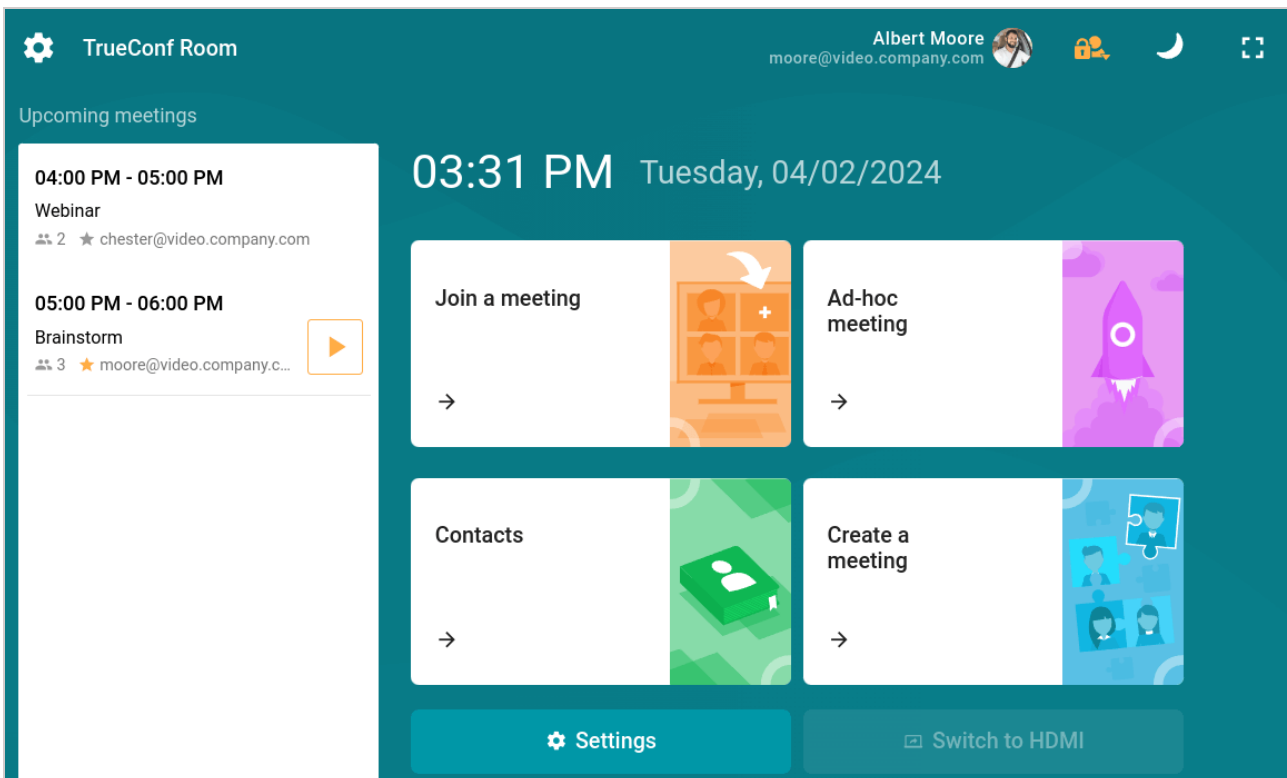 TrueConf Room
Albert Moore
moore@video.company.com
Upcoming meetings
04:00 PM - 05:00 PM
Webinar
2 chester@video.company.com
05:00 PM - 06:00 PM
Brainstorm
3 moore@video.company.c...
03:31 PM Tuesday, 04/02/2024
Join a meeting
Ad-hoc
meeting
Contacts
Create a
meeting
Settings
Switch to HDMI